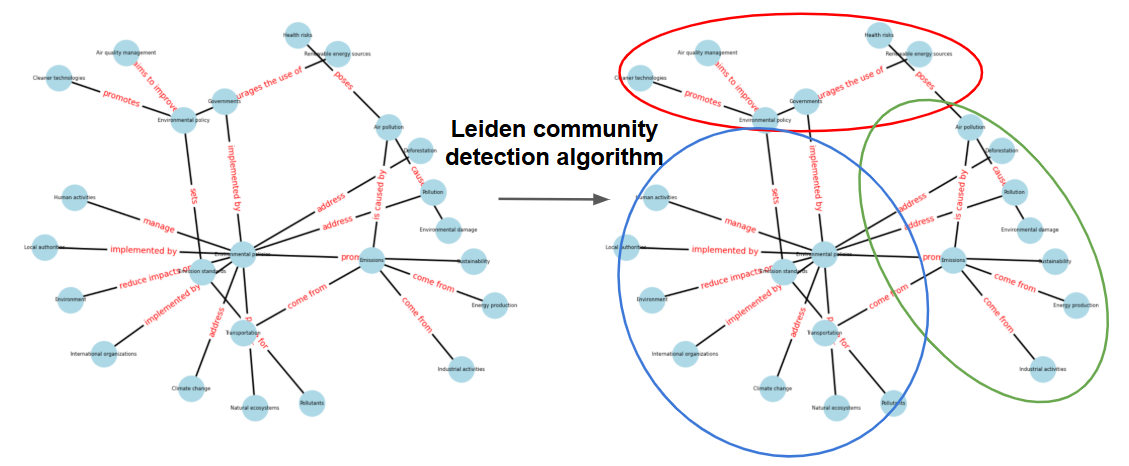 Health risks
Air quality management
Renewable energy sources
Cleaner technologies
aims to improve
urages the use of
poses
promotes
Governments
Environmental policy
Air pollution
Deforestation
is caused by
implemented by
sets
address
Pollution
Human activities
manage
address
Environmental damage
Local authorities
implemented by
Environmental policies
prom
Emissions
Sustainability
Emission standards
reduce impacts
come from
Environment
come from
Energy production
implemented by
address
come from
Transportation
for
International organizations
Industrial activities
Climate change
Natural ecosystems
Pollutants
Leiden community
detection algorithm
Health risks
Air quality management
Renewable energy sources
Cleaner technologies
aims to improve
urages the use of
poses
promotes
Governments
Environmental policy
Air pollution
Deforestation
is caused by
implemented by
sets
address
Pollution
Human activities
manage
address
Environmental damage
Local authorities
implemented by
Environmental policies
prom
Emissions
Sustainability
Emission standards
reduce impacts
come from
Environment
come from
Energy production
implemented by
address
come from
Transportation
for
International organizations
Industrial activities
Climate change
Natural ecosystems
Pollutants